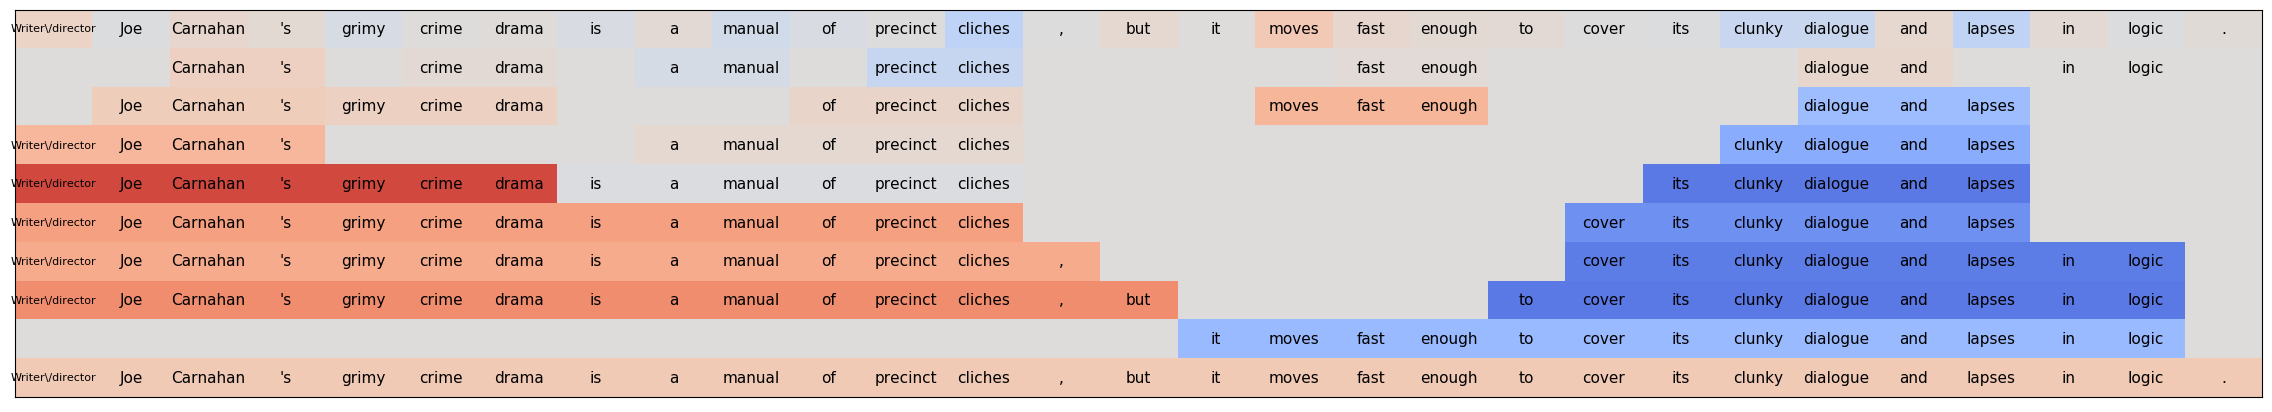 Writer\/director Joe Carnahan 's grimy crime drama is a manual of precinct cliches , but it moves fast enough to cover its clunky dialogue and lapses in logic .
Carnahan 's crime drama a manual precinct cliches fast enough dialogue and in logic
Joe Carnahan 's grimy crime drama of precinct cliches moves fast enough dialogue and lapses
Writer\/director Joe Carnahan 's a manual of precinct cliches clunky dialogue and lapses
Writer\/director Joe Carnahan 's grimy crime drama is a manual of precinct cliches its clunky dialogue and lapses
Writer\/director Joe Carnahan 's grimy crime drama is a manual of precinct cliches cover its clunky dialogue and lapses
Writer\/director Joe Carnahan 's grimy crime drama is a manual of precinct cliches , cover its clunky dialogue and lapses in logic
Writer\/director Joe Carnahan 's grimy crime drama is a manual of precinct cliches , but to cover its clunky dialogue and lapses in logic
it moves fast enough to cover its clunky dialogue and lapses in logic
Writer\/director Joe Carnahan 's grimy crime drama is a manual of precinct cliches , but it moves fast enough to cover its clunky dialogue and lapses in logic .